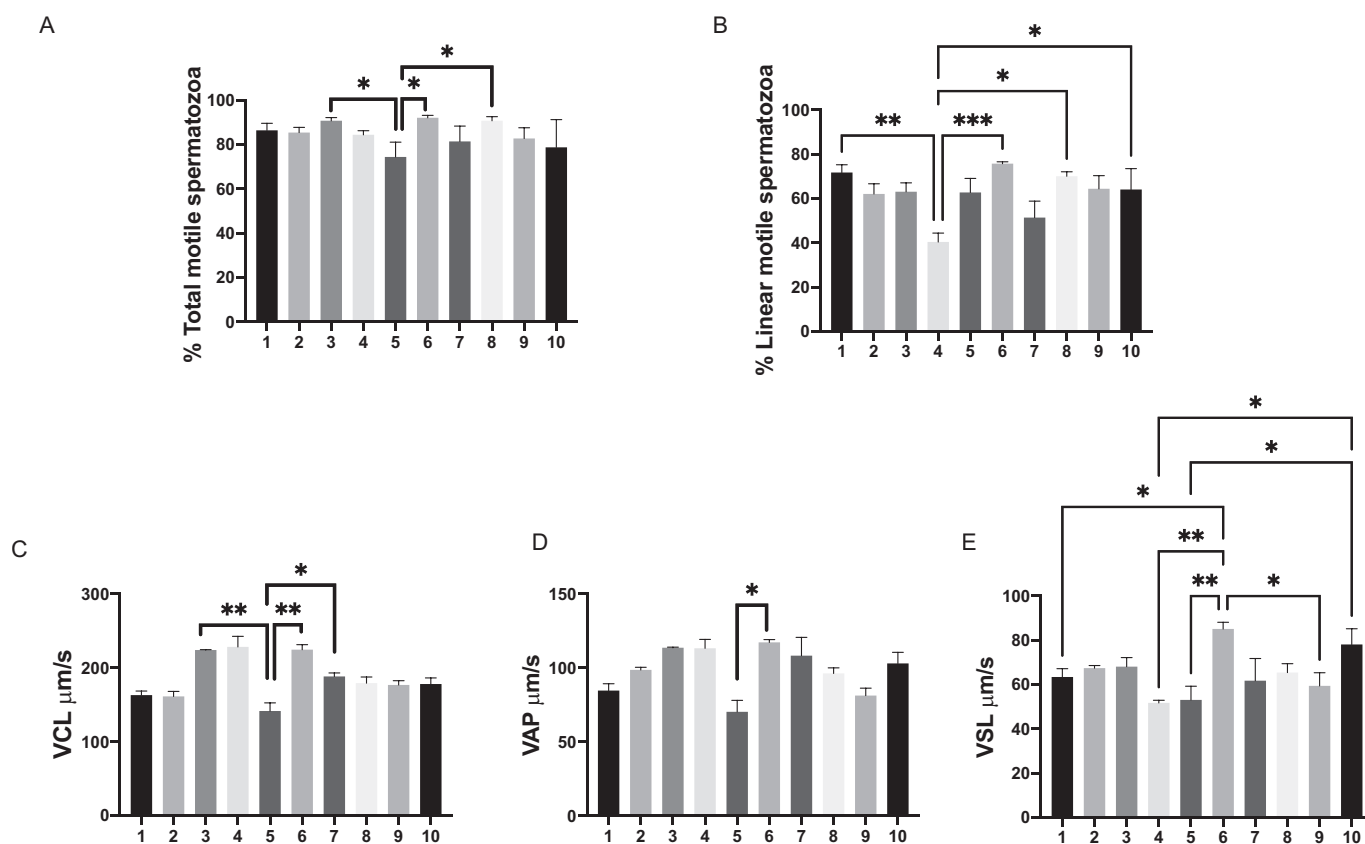 A
% Total motile spermatozoa
100
80
60
40
20
0
* * *
1 2 3 4 5 6 7 8 9 10
B
% Linear motile spermatozoa
100
80
60
40
20
0
*
*
** ***
1 2 3 4 5 6 7 8 9 10
C
VCL μm/s
300
200
100
0
*
** **
1 2 3 4 5 6 7 8 9 10
D
VAP μm/s
150
100
50
0
*
1 2 3 4 5 6 7 8 9 10
E
VSL μm/s
100
80
60
40
20
0
*
*
*
**
** *
1 2 3 4 5 6 7 8 9 10